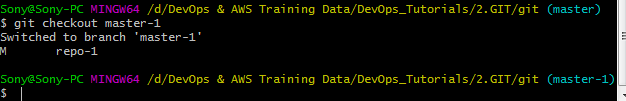 Sony@Sony-PC MINGW64 /d/DevOps & AWS Training Data/DevOps_Tutorials/2.GIT/git (master)
$ git checkout master-1
Switched to branch 'master-1'
M       repo-1
Sony@Sony-PC MINGW64 /d/DevOps & AWS Training Data/DevOps_Tutorials/2.GIT/git (master-1)
$